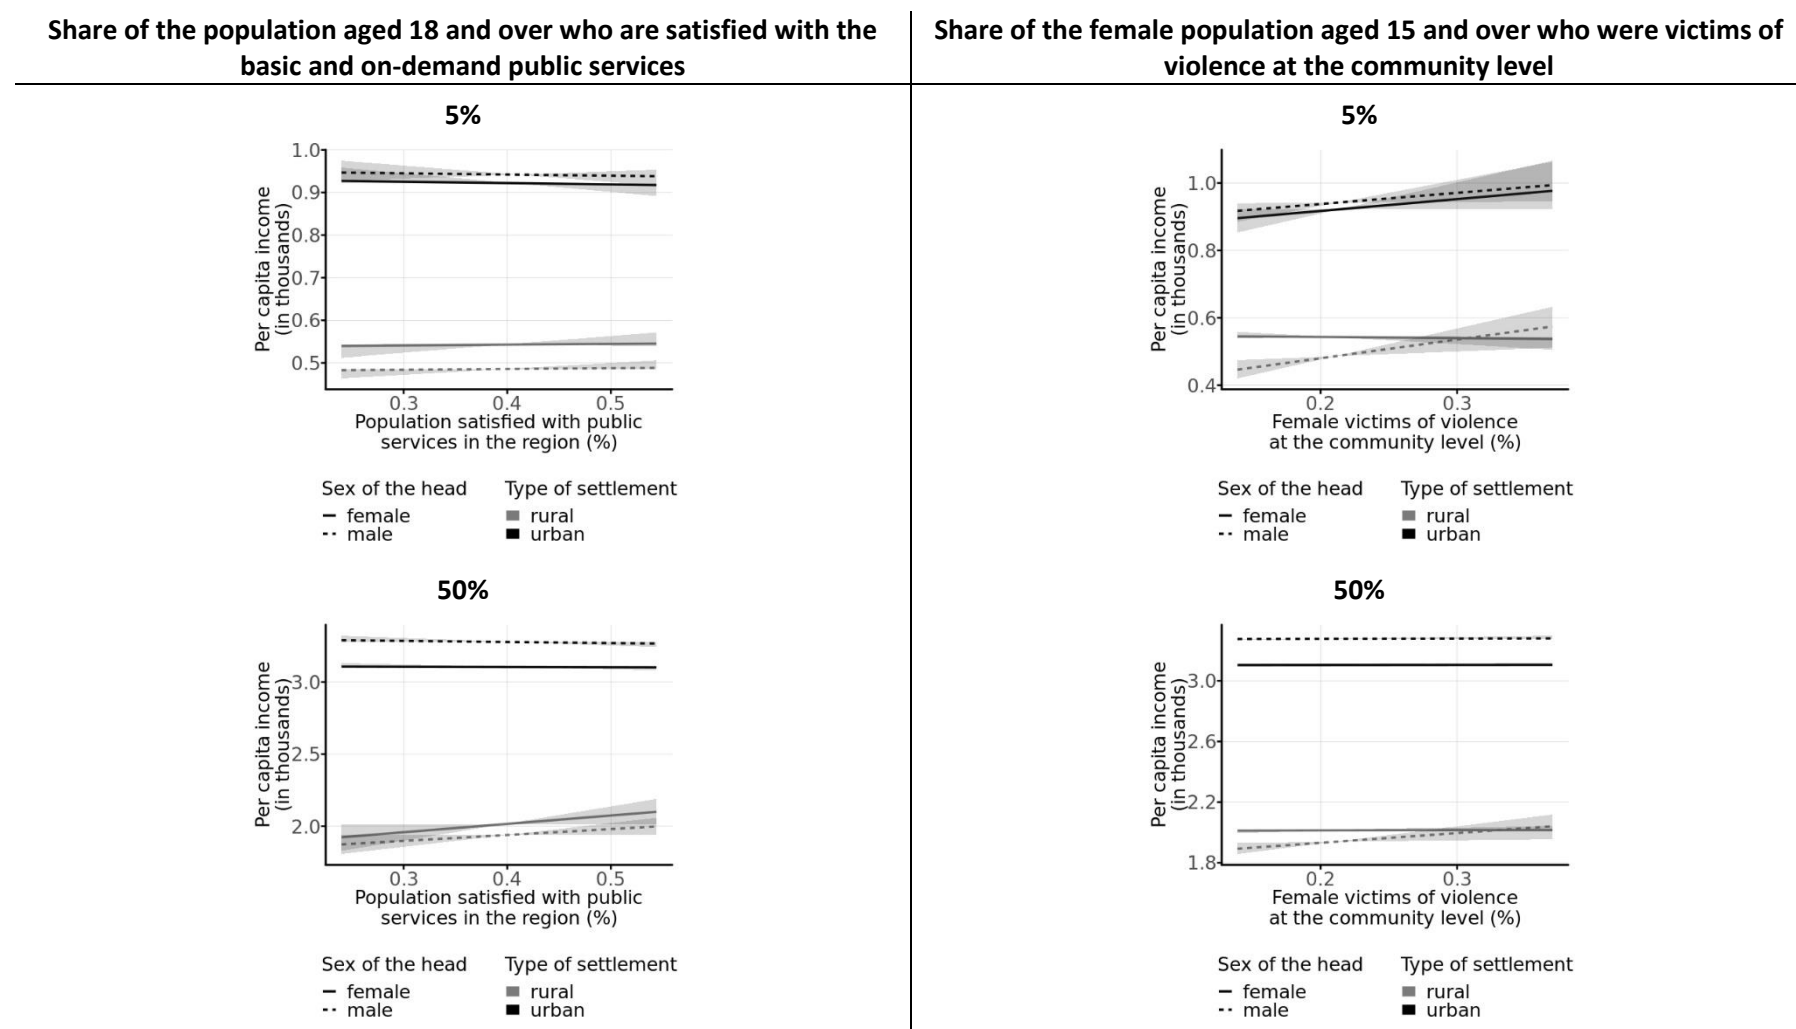 Share of the population aged 18 and over who are satisfied with the
basic and on-demand public services
5%
Per capita income
(in thousands)
1.0
0.9
0.8
0.7
0.6
0.5
0.3 0.4 0.5
Population satisfied with public
services in the region (%)
Sex of the head Type of settlement
female rural
male urban
50%
Per capita income
(in thousands)
3.0
2.5
2.0
0.3 0.4 0.5
Population satisfied with public
services in the region (%)
Sex of the head Type of settlement
female rural
male urban
Share of the female population aged 15 and over who were victims of
violence at the community level
5%
Per capita income
(in thousands)
1.0
0.8
0.6
0.4
0.2 0.3
Female victims of violence
at the community level (%)
Sex of the head Type of settlement
female rural
male urban
50%
Per capita income
(in thousands)
3.0
2.6
2.2
1.8
0.2 0.3
Female victims of violence
at the community level (%)
Sex of the head Type of settlement
female rural
male urban